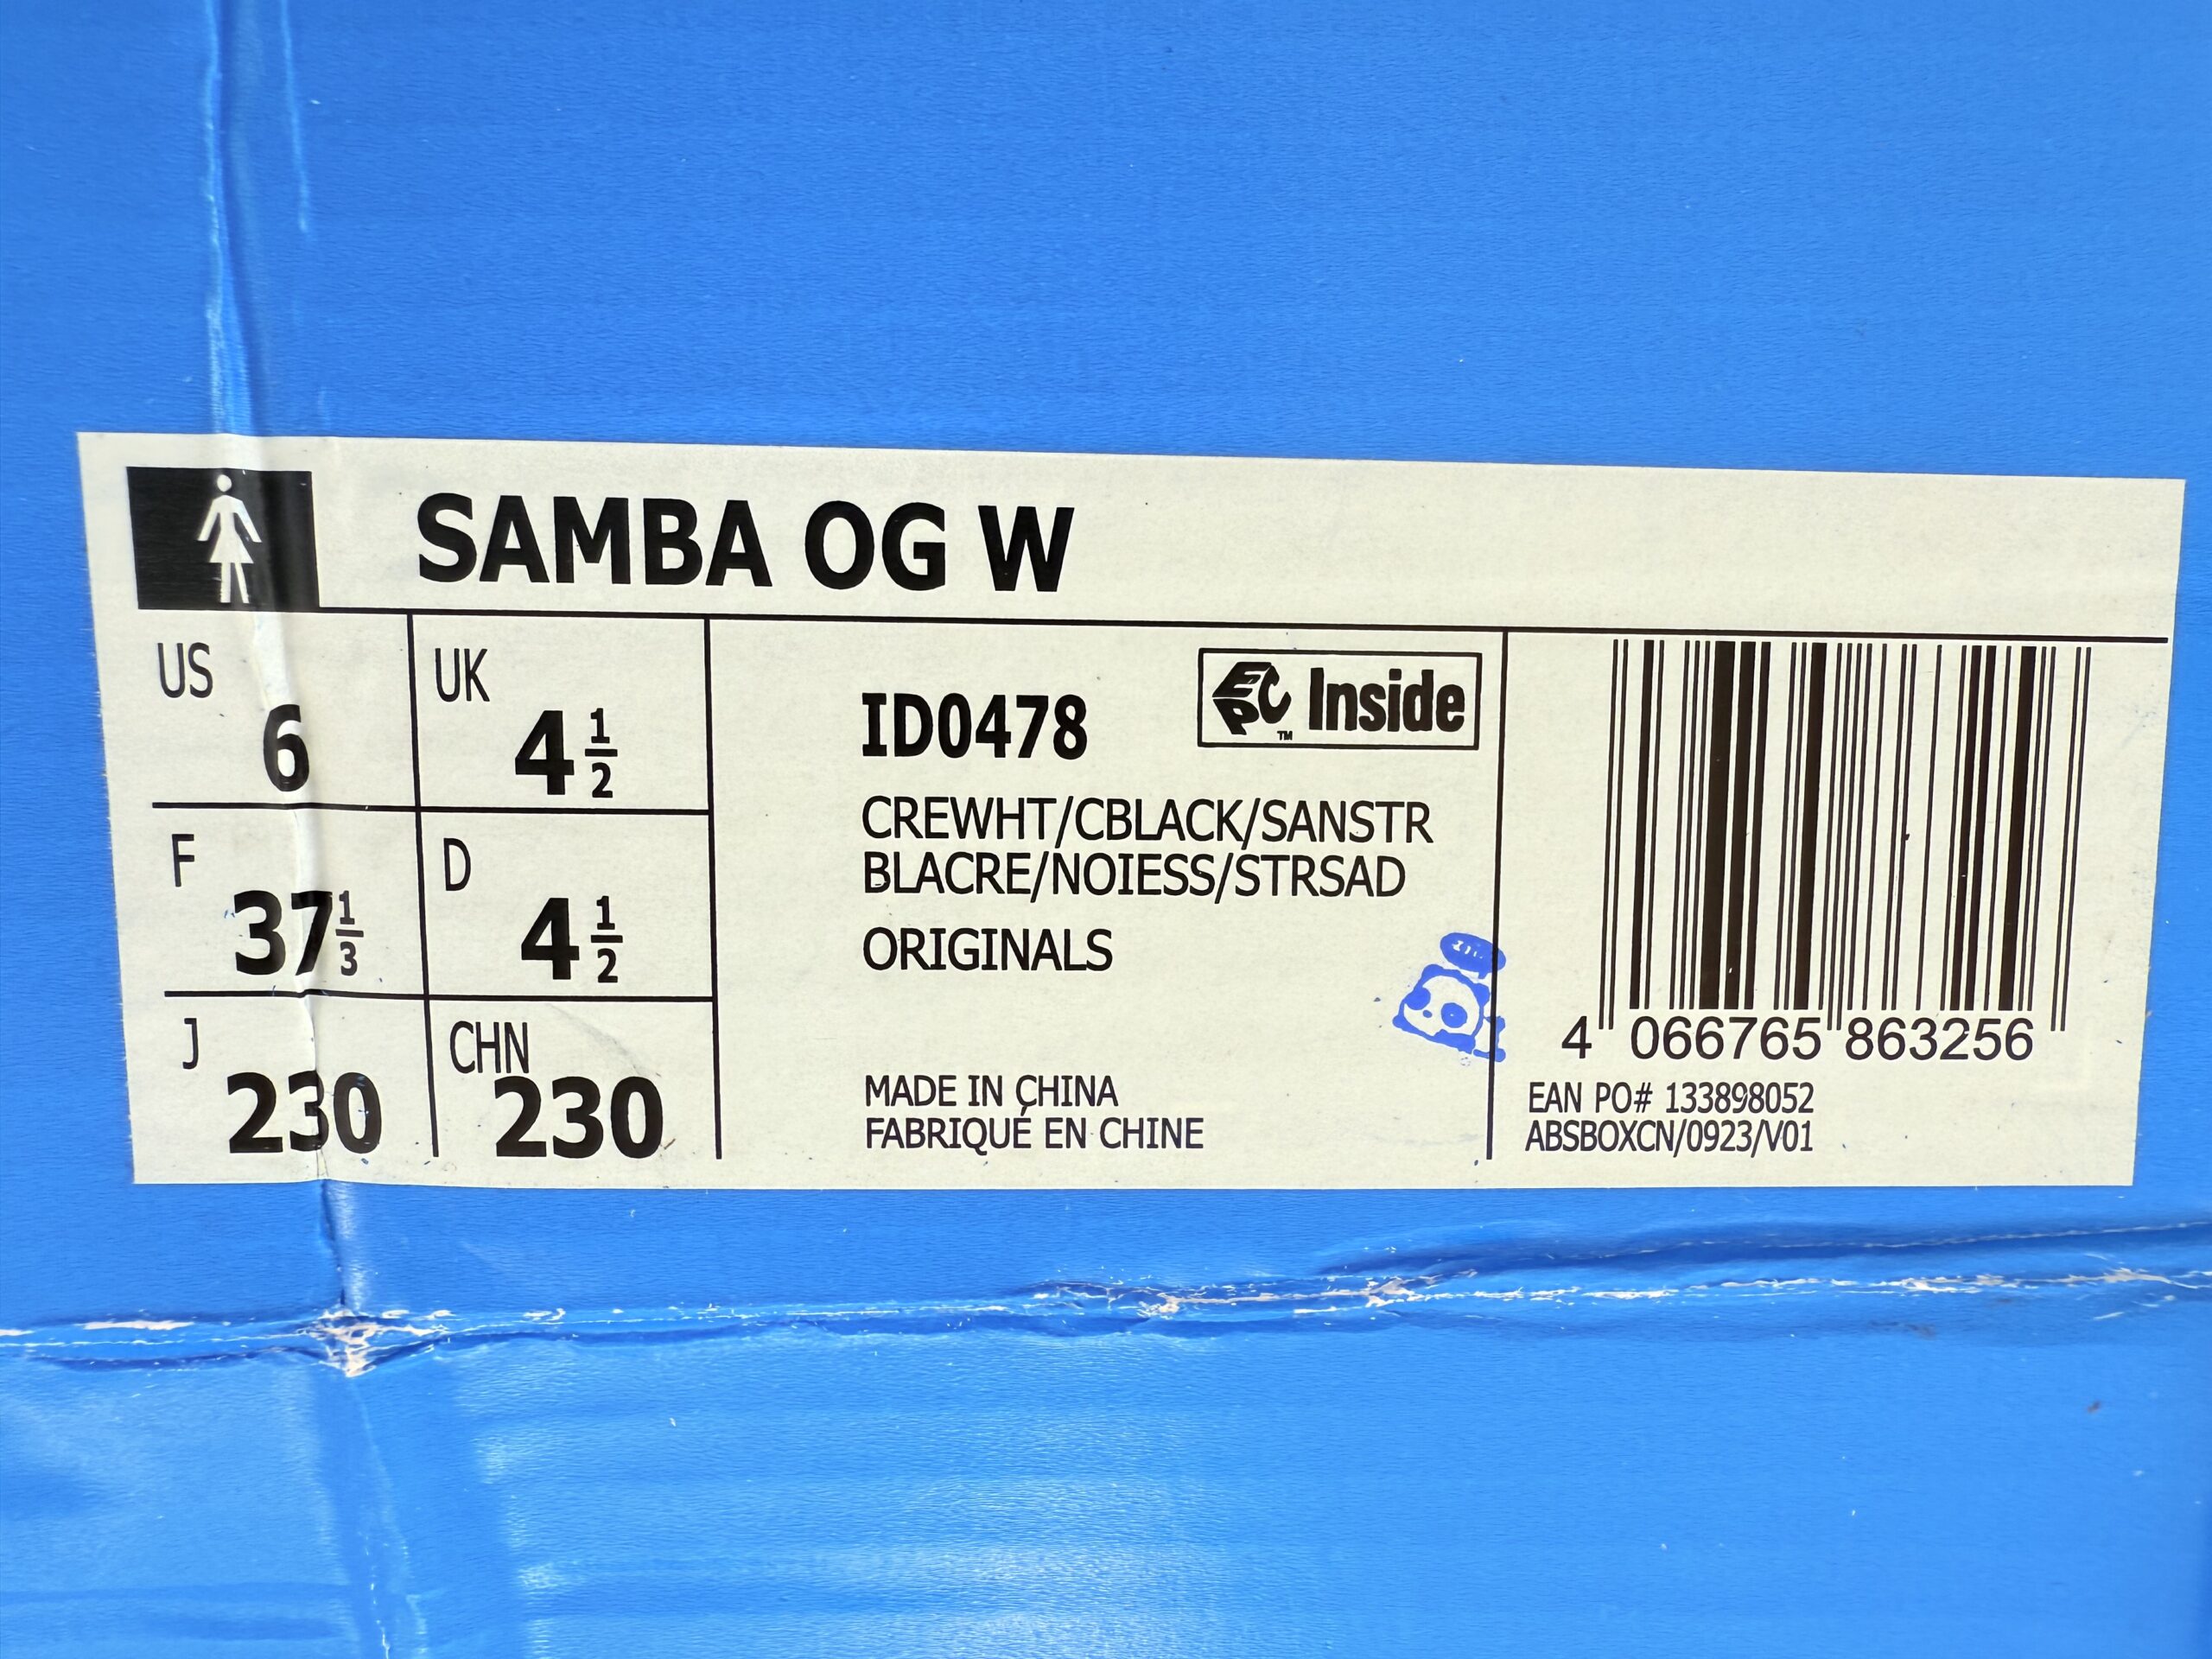 SAMBA OG W
US
6
UK
4 1/2
F
37 1/3
D
4 1/2
J
230
CHN
230
ID0478
EPC Inside
TM
CREWHT/CBLACK/SANSTR
BLACRE/NOIESS/STRSAD
ORIGINALS
MADE IN CHINA
FABRIQUÉ EN CHINE
4 066765 863256
EAN PO# 133898052
ABSBOXCN/0923/V01